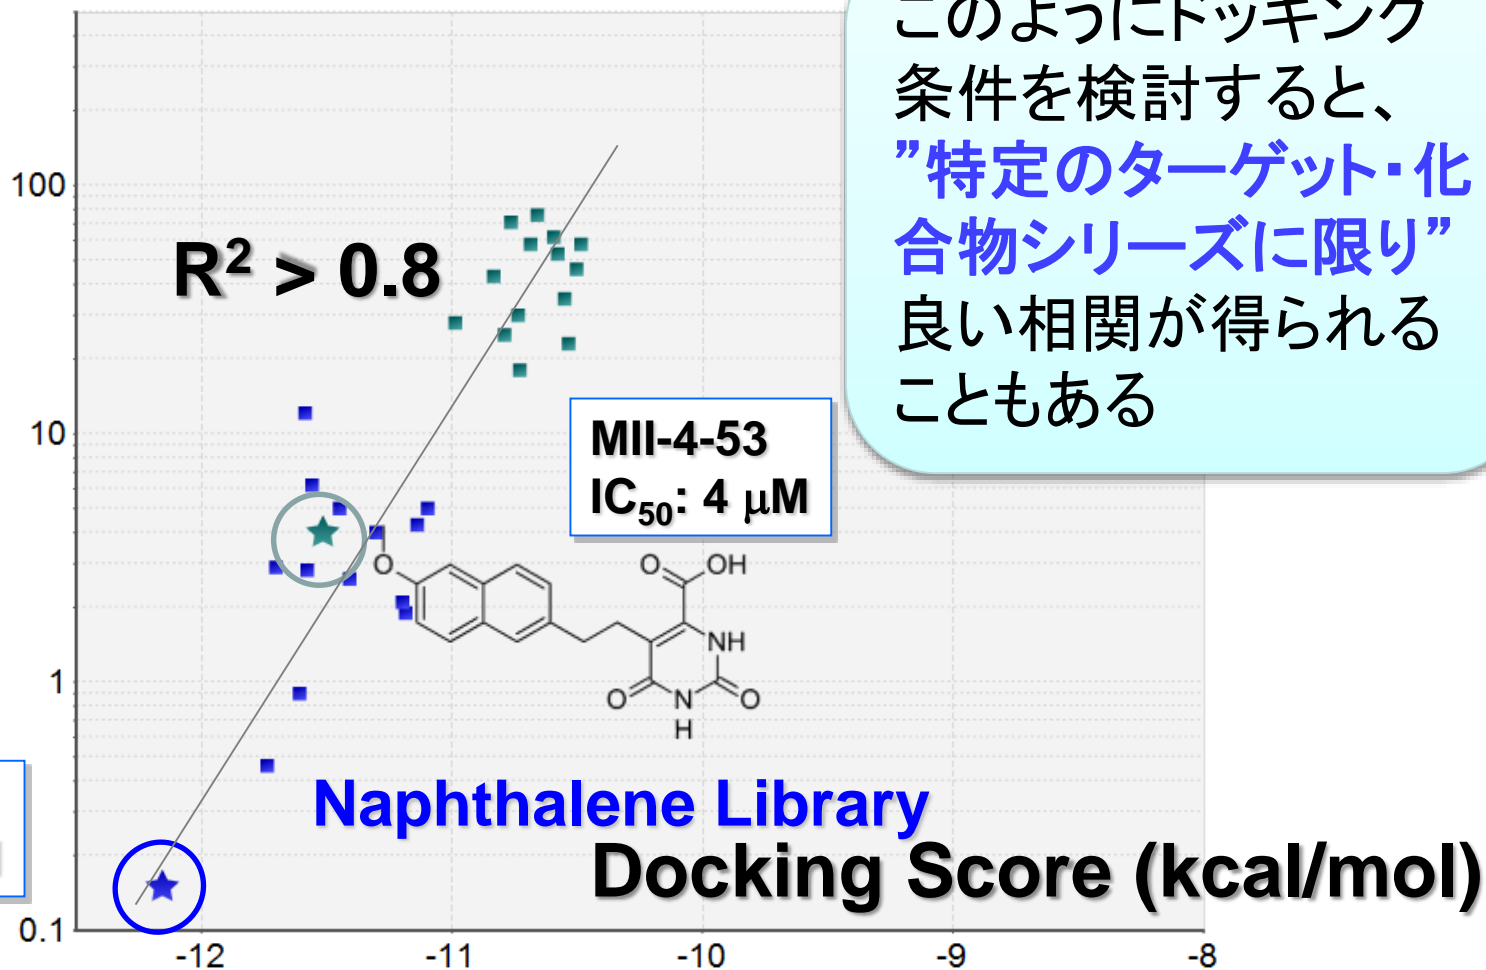 このようにドッキング
条件を検討すると、
”特定のターゲット・化
合物シリーズに限り”
良い相関が得られる
こともある
100
R² > 0.8
10
MII-4-53
IC₅₀: 4 μM
O
O
OH
NH
O
N
H
O
1
Naphthalene Library
Docking Score (kcal/mol)
0.1
-12
-11
-10
-9
-8